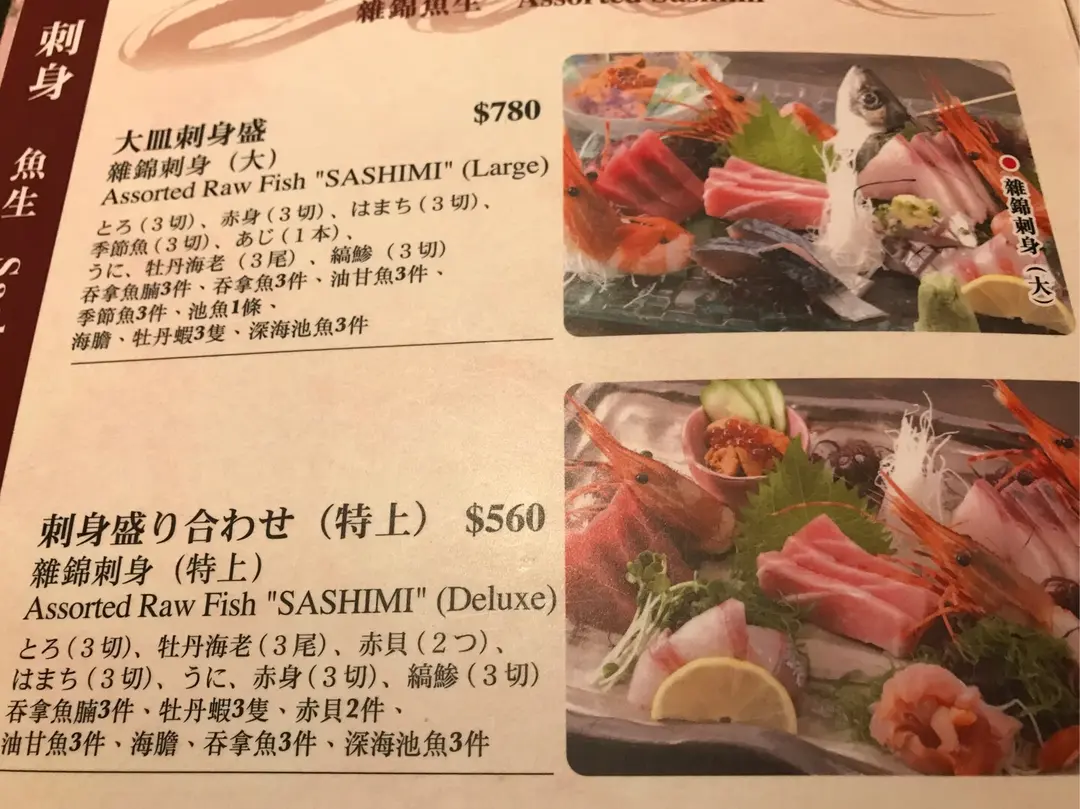 刺身
魚生
雜錦魚生 Assorted Sashimi
大皿刺身盛 $780
雜錦刺身（大）
Assorted Raw Fish "SASHIMI" (Large)
とろ(３切)、赤身(３切)、はまち(３切)、
季節魚(３切)、あじ(１本)、
うに、牡丹海老（３尾）、縞鯵（３切)
吞拿魚腩3件、吞拿魚3件、油甘魚3件、
季節魚3件、池魚1條、
海膽、牡丹蝦3隻、深海池魚3件
雜錦刺身（大）
刺身盛り合わせ（特上） $560
雜錦刺身（特上）
Assorted Raw Fish "SASHIMI" (Deluxe)
とろ(３切)、牡丹海老(３尾)、赤貝(２つ)、
はまち(３切)、うに、赤身(３切)、縞鯵(３切)
吞拿魚腩3件、牡丹蝦3隻、赤貝2件、
油甘魚3件、海膽、吞拿魚3件、深海池魚3件